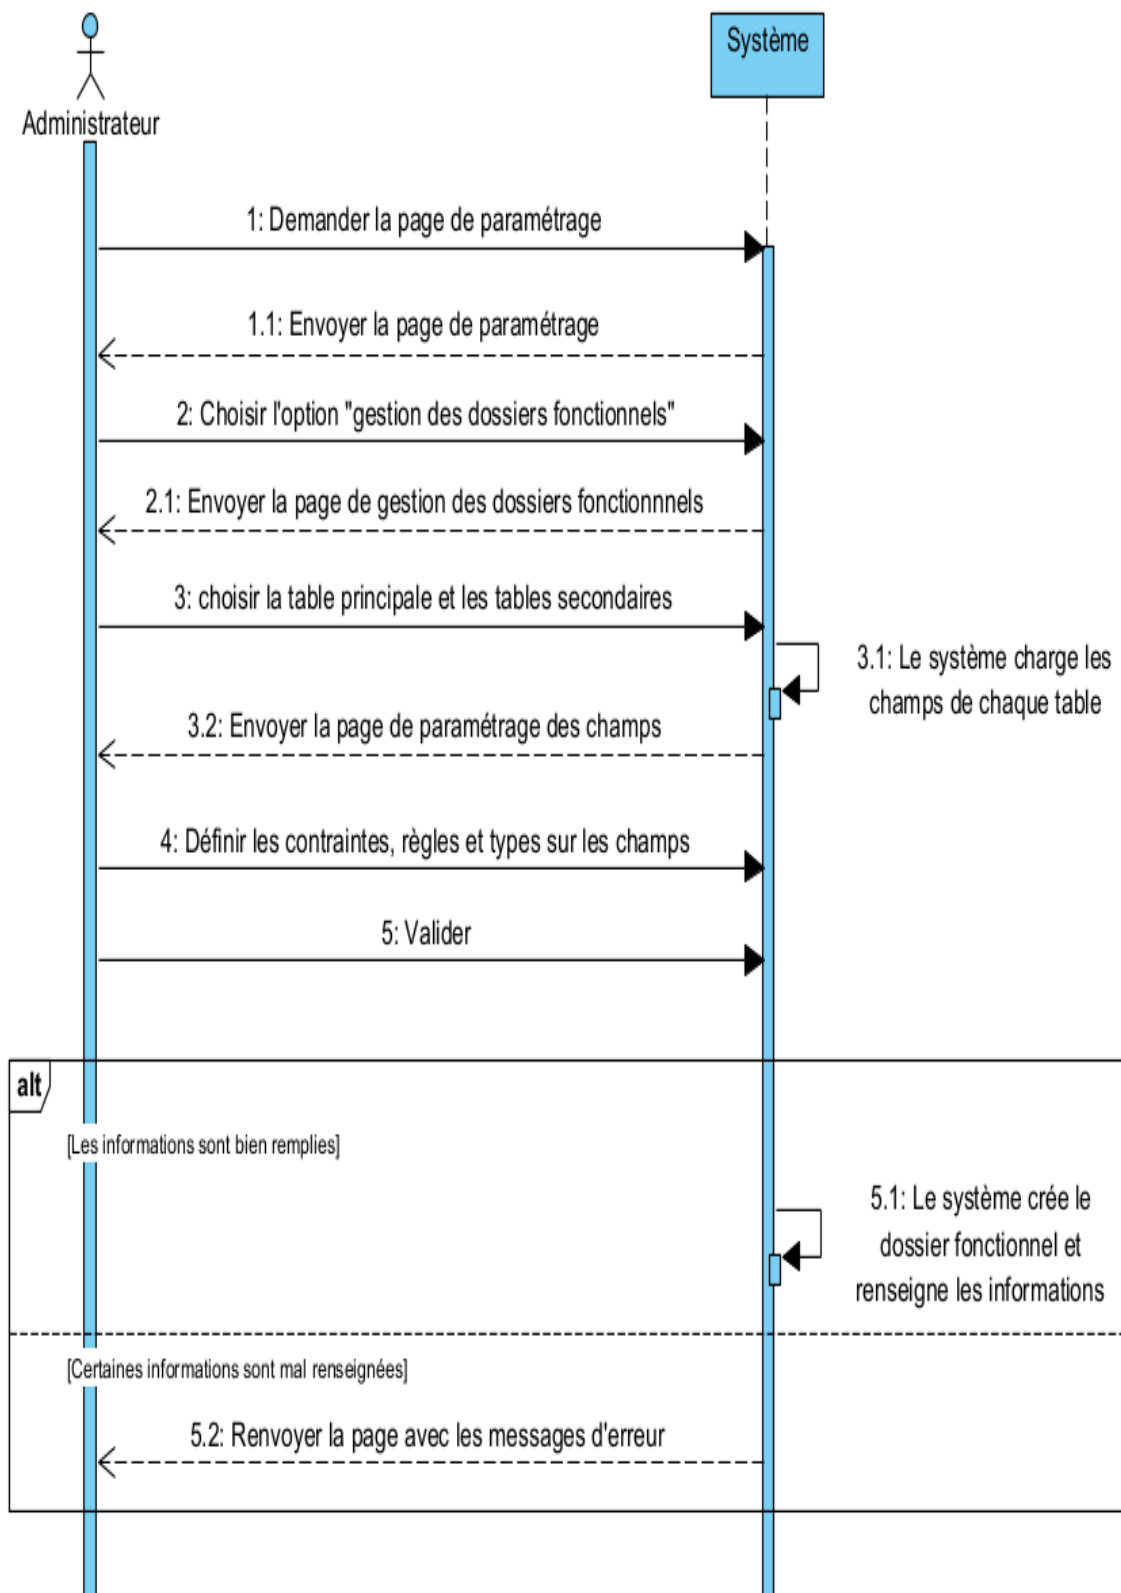 Système
Administrateur
1: Demander la page de paramétrage
1.1: Envoyer la page de paramétrage
2: Choisir l'option "gestion des dossiers fonctionnels"
2.1: Envoyer la page de gestion des dossiers fonctionnnels
3: choisir la table principale et les tables secondaires
3.1: Le système charge les
champs de chaque table
3.2: Envoyer la page de paramétrage des champs
4: Définir les contraintes, règles et types sur les champs
5: Valider
alt
[Les informations sont bien remplies]
5.1: Le système crée le
dossier fonctionnel et
renseigne les informations
[Certaines informations sont mal renseignées]
5.2: Renvoyer la page avec les messages d'erreur